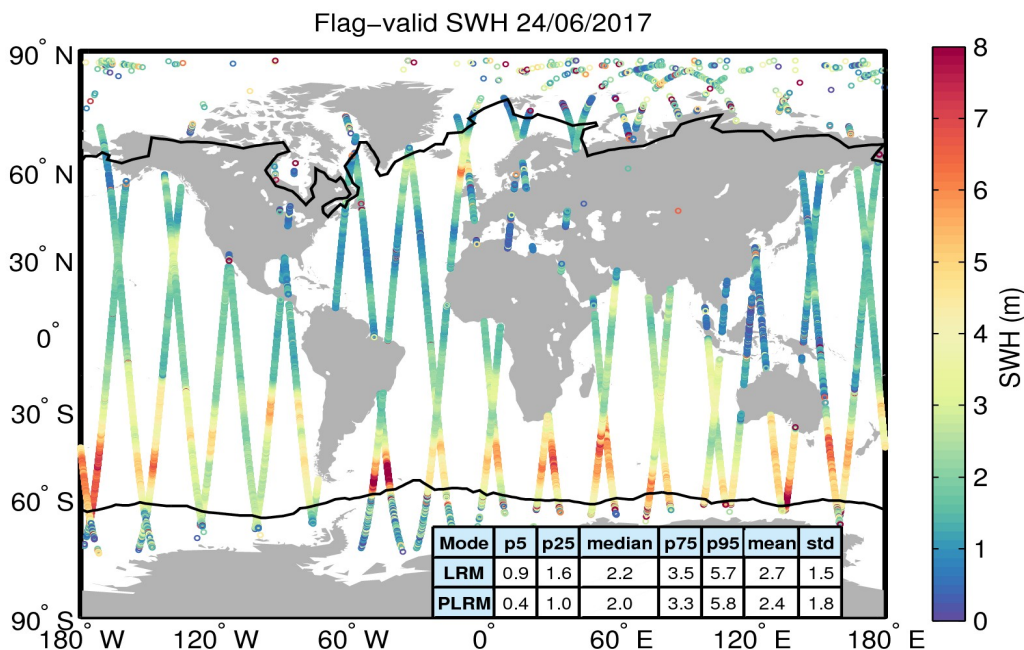 Flag−valid SWH 24/06/2017
90° N
60° N
30° N
0°
30° S
60° S
90° S
180° W
120° W
60° W
0°
60° E
120° E
180° E
Mode p5 p25 median p75 p95 mean std
LRM 0.9 1.6 2.2 3.5 5.7 2.7 1.5
PLRM 0.4 1.0 2.0 3.3 5.8 2.4 1.8
8
7
6
5
4
3
2
1
0
SWH (m)